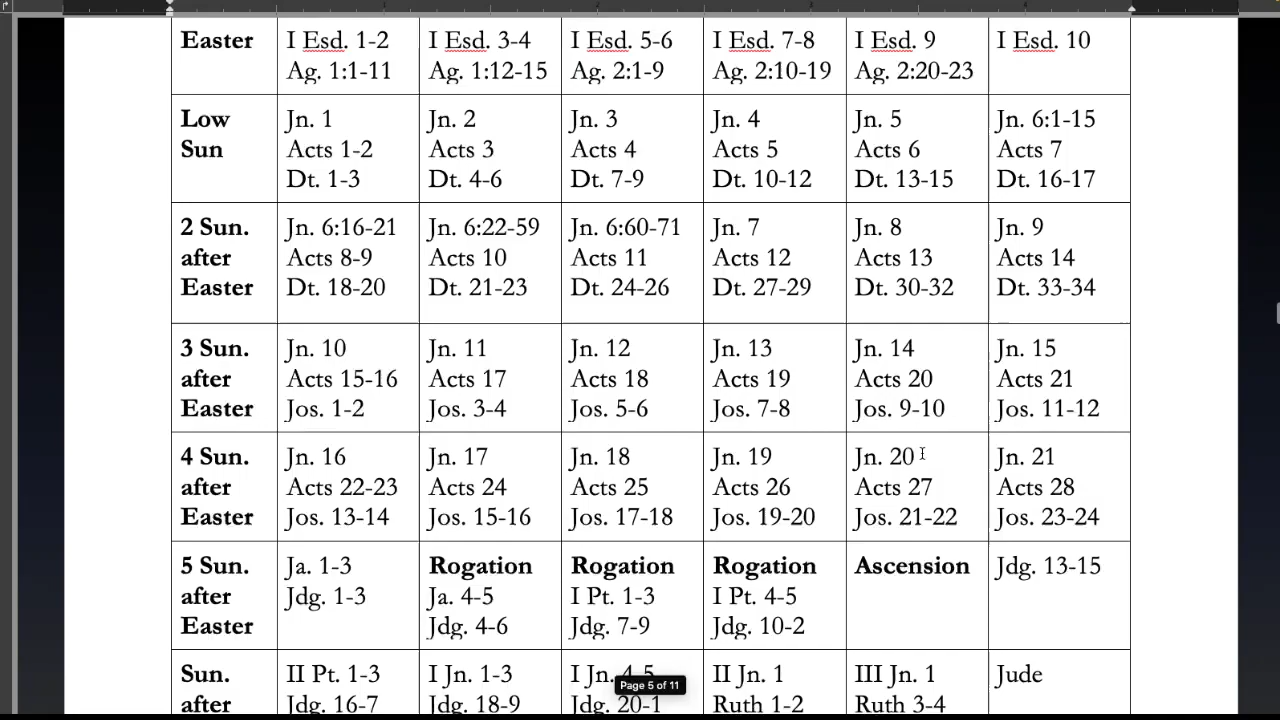 Easter
I Esd. 1-2
Ag. 1:1-11
I Esd. 3-4
Ag. 1:12-15
I Esd. 5-6
Ag. 2:1-9
I Esd. 7-8
Ag. 2:10-19
I Esd. 9
Ag. 2:20-23
I Esd. 10
Low
Sun
Jn. 1
Acts 1-2
Dt. 1-3
Jn. 2
Acts 3
Dt. 4-6
Jn. 3
Acts 4
Dt. 7-9
Jn. 4
Acts 5
Dt. 10-12
Jn. 5
Acts 6
Dt. 13-15
Jn. 6:1-15
Acts 7
Dt. 16-17
2 Sun.
after
Easter
Jn. 6:16-21
Acts 8-9
Dt. 18-20
Jn. 6:22-59
Acts 10
Dt. 21-23
Jn. 6:60-71
Acts 11
Dt. 24-26
Jn. 7
Acts 12
Dt. 27-29
Jn. 8
Acts 13
Dt. 30-32
Jn. 9
Acts 14
Dt. 33-34
3 Sun.
after
Easter
Jn. 10
Acts 15-16
Jos. 1-2
Jn. 11
Acts 17
Jos. 3-4
Jn. 12
Acts 18
Jos. 5-6
Jn. 13
Acts 19
Jos. 7-8
Jn. 14
Acts 20
Jos. 9-10
Jn. 15
Acts 21
Jos. 11-12
4 Sun.
after
Easter
Jn. 16
Acts 22-23
Jos. 13-14
Jn. 17
Acts 24
Jos. 15-16
Jn. 18
Acts 25
Jos. 17-18
Jn. 19
Acts 26
Jos. 19-20
Jn. 20
Acts 27
Jos. 21-22
Jn. 21
Acts 28
Jos. 23-24
5 Sun.
after
Easter
Ja. 1-3
Jdg. 1-3
Rogation
Ja. 4-5
Jdg. 4-6
Rogation
I Pt. 1-3
Jdg. 7-9
Rogation
I Pt. 4-5
Jdg. 10-2
Ascension
Jdg. 13-15
Sun.
after
II Pt. 1-3
Jdg. 16-7
I Jn. 1-3
Jdg. 18-9
I Jn. 4-5
Jdg. 20-1
II Jn. 1
Ruth 1-2
III Jn. 1
Ruth 3-4
Jude
Page 5 of 11